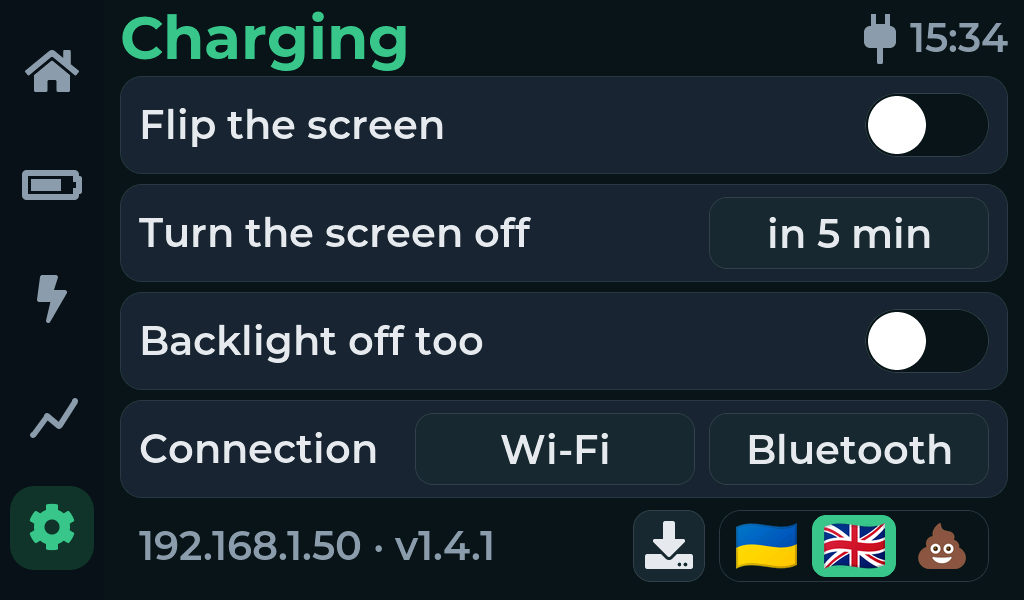 Charging
15:34
Flip the screen
Turn the screen off
in 5 min
Backlight off too
Connection
Wi-Fi
Bluetooth
192.168.1.50 · v1.4.1